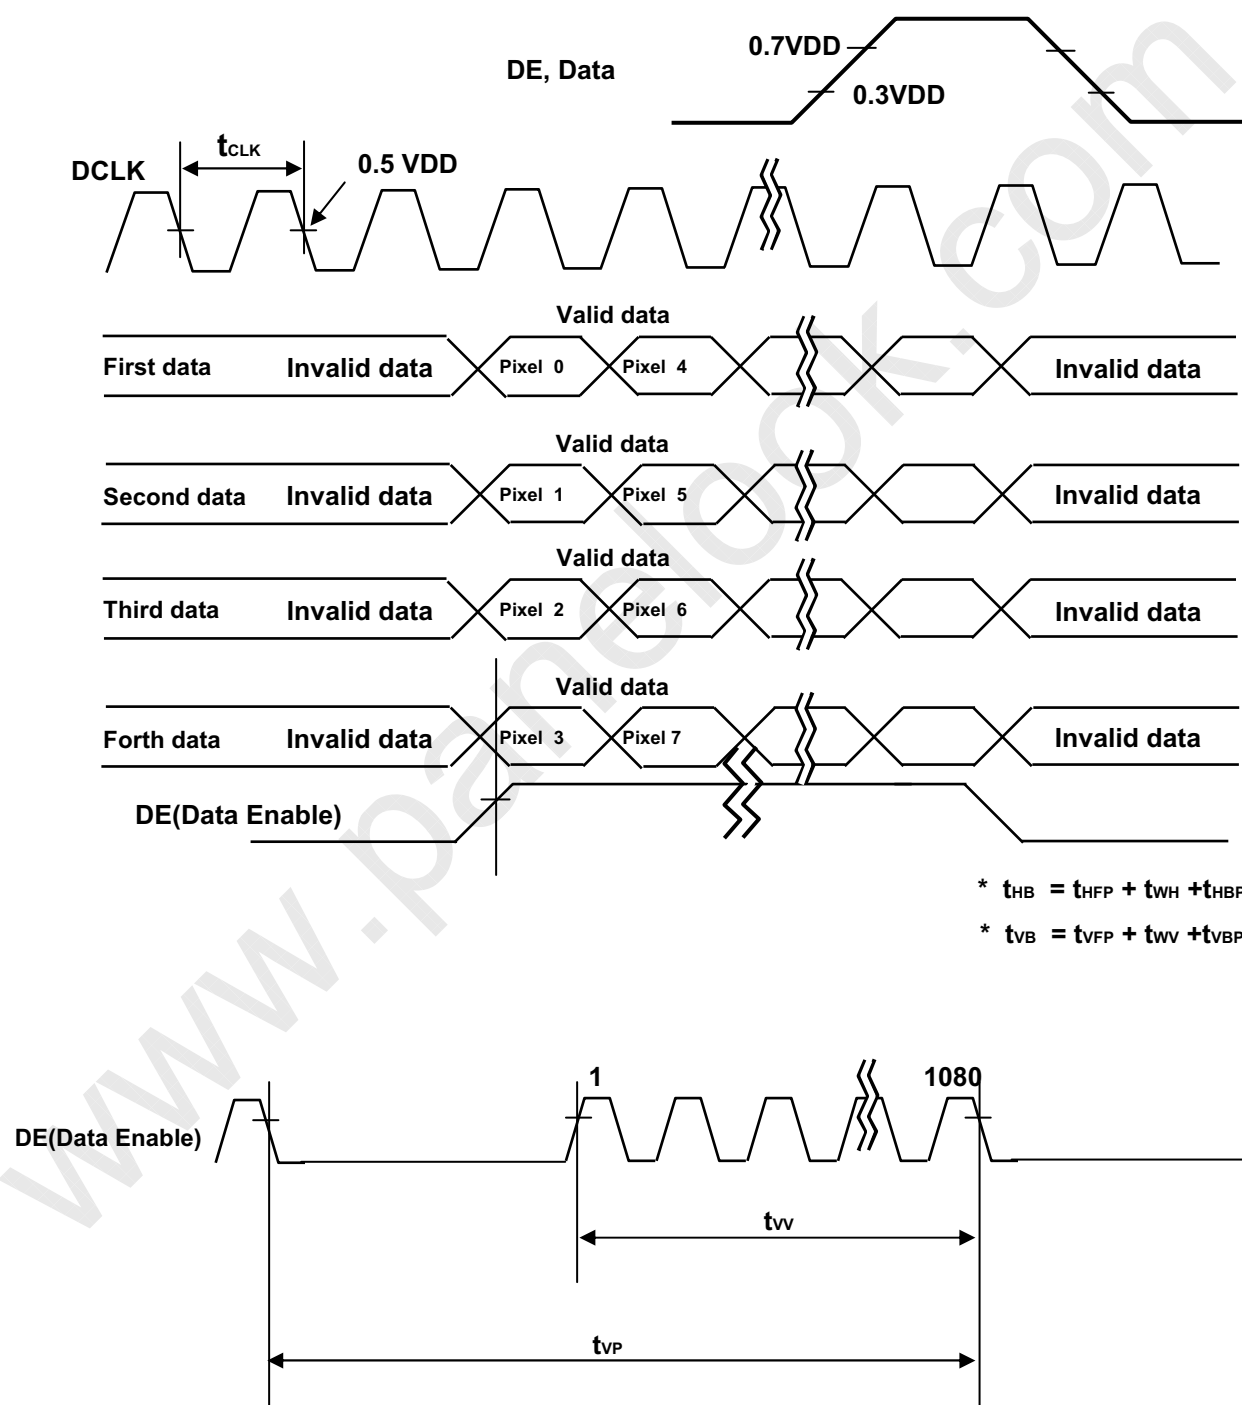 DE, Data
0.7VDD
0.3VDD
DCLK
tCLK
0.5 VDD
Valid data
First data Invalid data Pixel 0 Pixel 4 Invalid data
Valid data
Second data Invalid data Pixel 1 Pixel 5 Invalid data
Valid data
Third data Invalid data Pixel 2 Pixel 6 Invalid data
Valid data
Forth data Invalid data Pixel 3 Pixel 7 Invalid data
DE(Data Enable)
* tHB = tHFP + tWH +tHBP
* tVB = tVFP + tWV +tVBP
1 1080
DE(Data Enable)
tVV
tVP
www.panelook.com